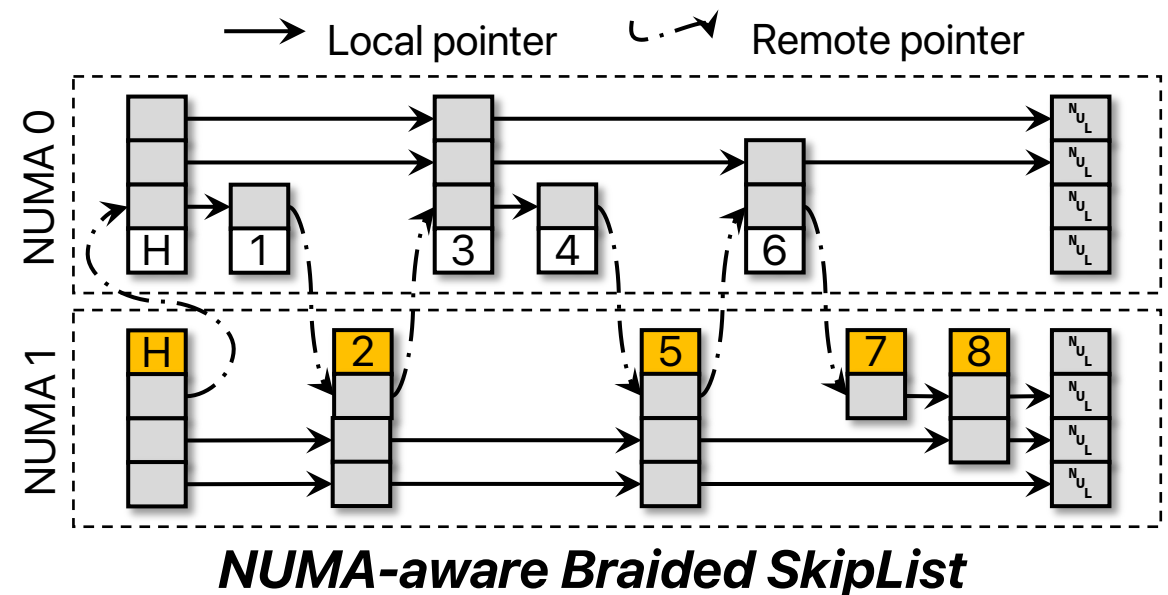 Local pointer
Remote pointer
NUMA 0
NUL
NUL
NUL
NUL
H
1
3
4
6
NUMA 1
H
2
5
7
8
NUL
NUL
NUL
NUL
NUMA-aware Braided SkipList